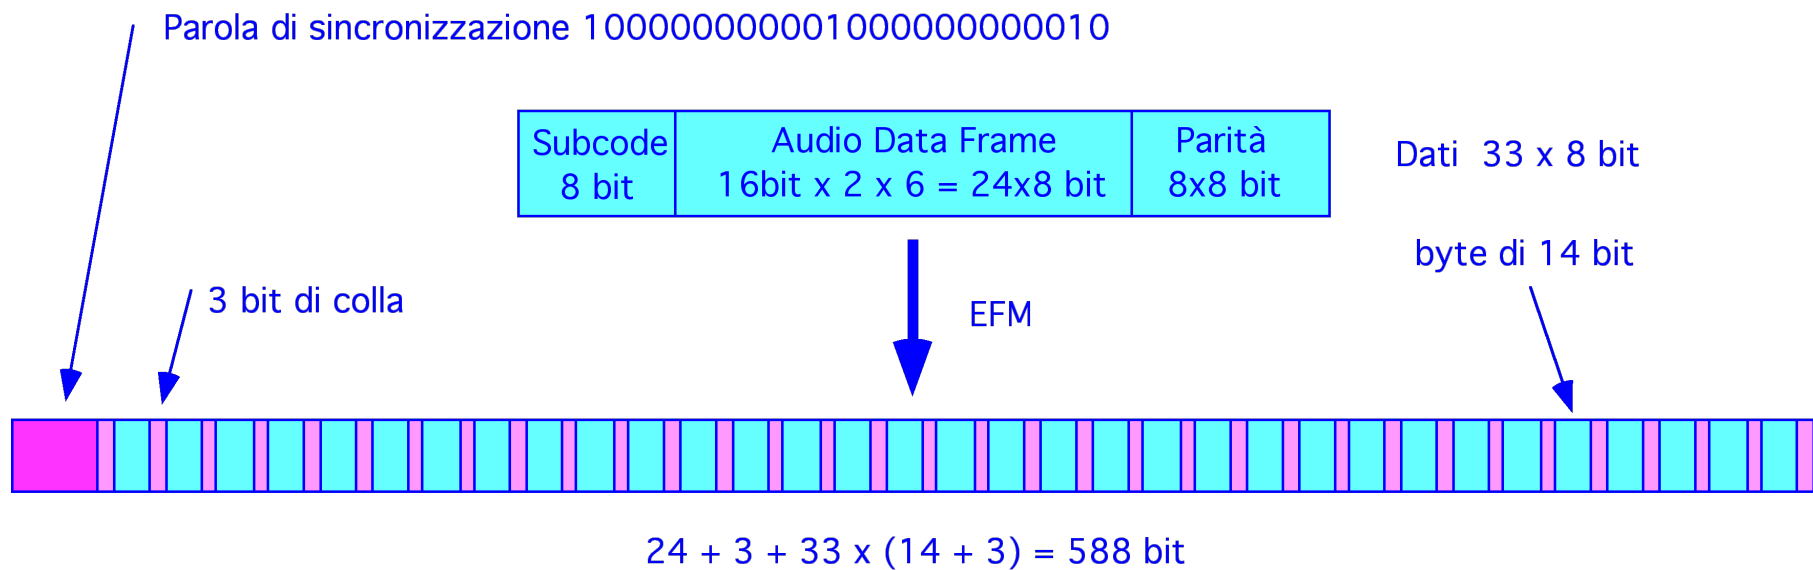 Parola di sincronizzazione 100000000001000000000010
Subcode
8 bit
Audio Data Frame
16bit x 2 x 6 = 24x8 bit
Parità
8x8 bit
Dati 33 x 8 bit
byte di 14 bit
3 bit di colla
EFM
24 + 3 + 33 x (14 + 3) = 588 bit